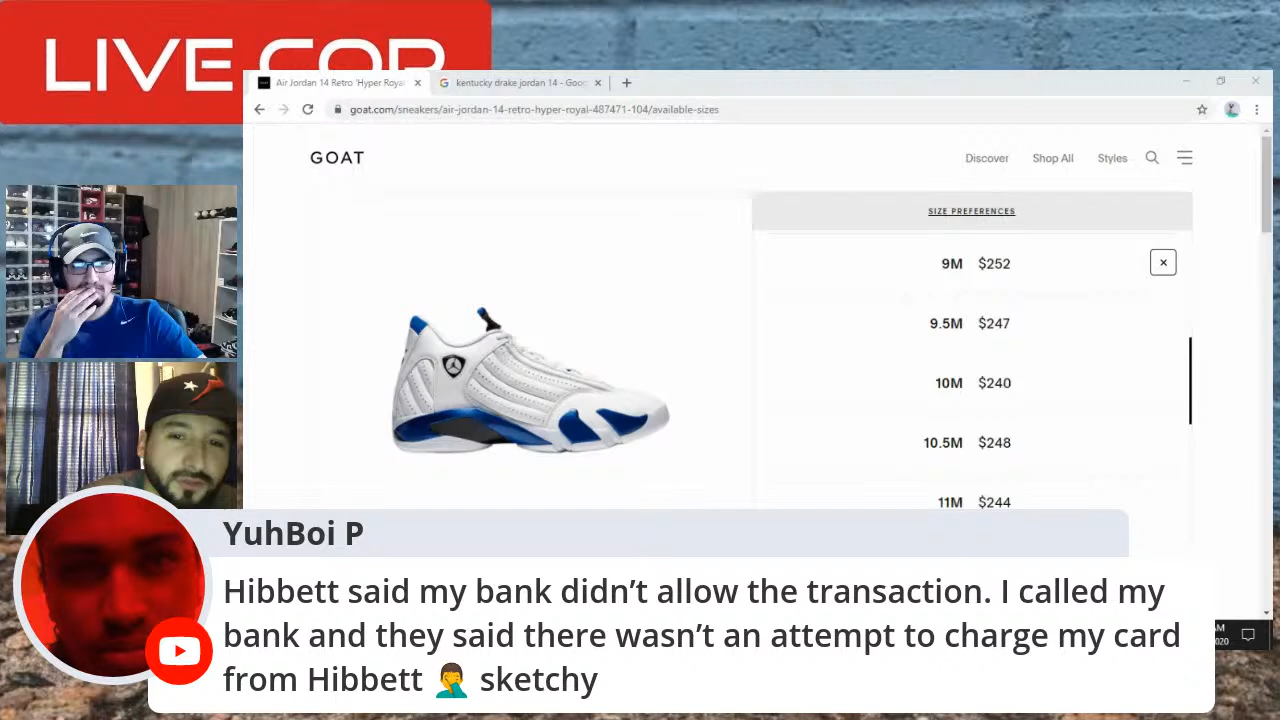 LIVE COP
Air Jordan 14 Retro 'Hyper Royal
kentucky drake jordan 14 - Goo
goat.com/sneakers/air-jordan-14-retro-hyper-royal-487471-104/available-sizes
GOAT
Discover Shop All Styles
SIZE PREFERENCES
9M $252
9.5M $247
10M $240
10.5M $248
11M $244
YuhBoi P
Hibbett said my bank didn’t allow the transaction. I called my
bank and they said there wasn’t an attempt to charge my card
from Hibbett 🤦‍♂️ sketchy